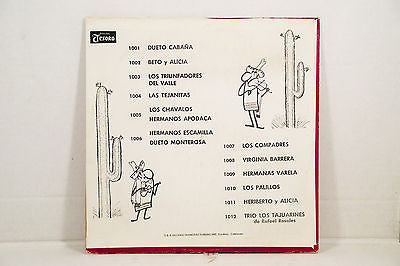 Tesoro
1001 DUETO CABAÑA
1002 BETO y ALICIA
1003 LOS TRIUNFADORES
DEL VALLE
1004 LAS TEJANITAS
1005 LOS CHAVALOS
HERMANOS APODACA
1006 HERMANOS ESCAMILLA
DUETO MONTEROSA
1007 LOS COMPADRES
1008 VIRGINIA BARRERA
1009 HERMANAS VARELA
1010 LOS PALILLOS
1011 HERIBERTO y ALICIA
1012 TRIO LOS TAJUARINES
de Rafael Rosales